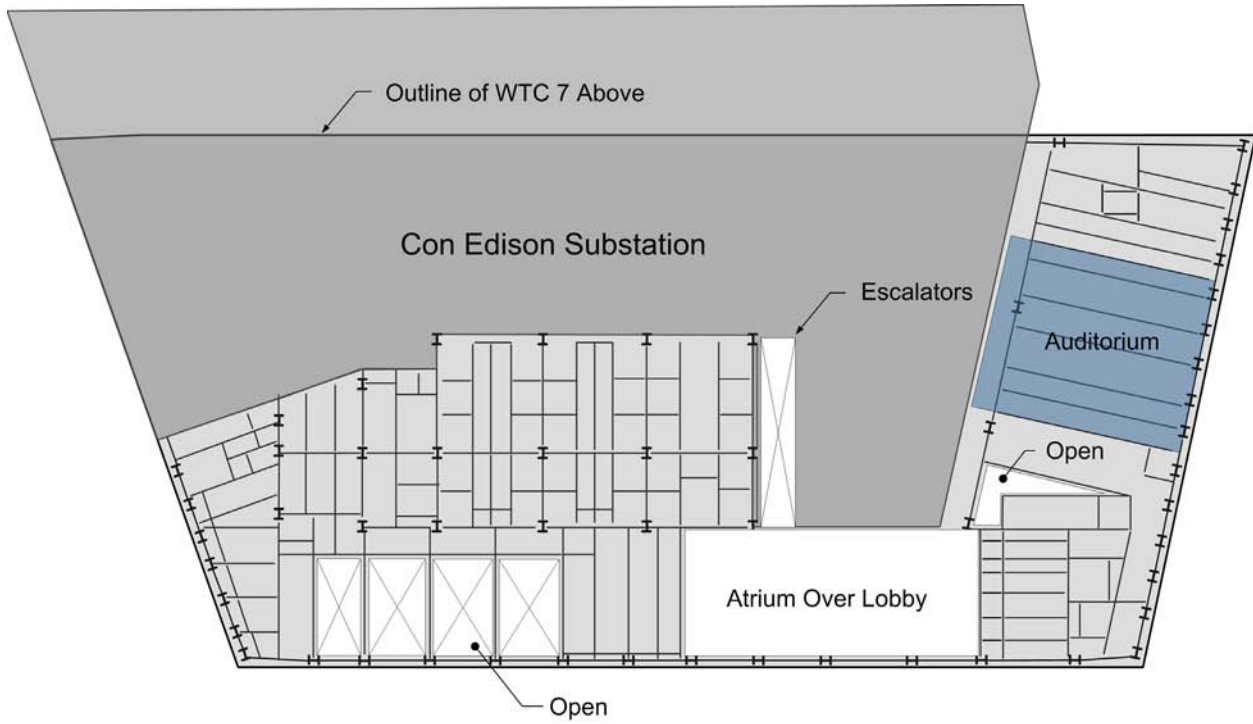 Outline of WTC 7 Above
Con Edison Substation
Escalators
Auditorium
Open
Atrium Over Lobby
Open